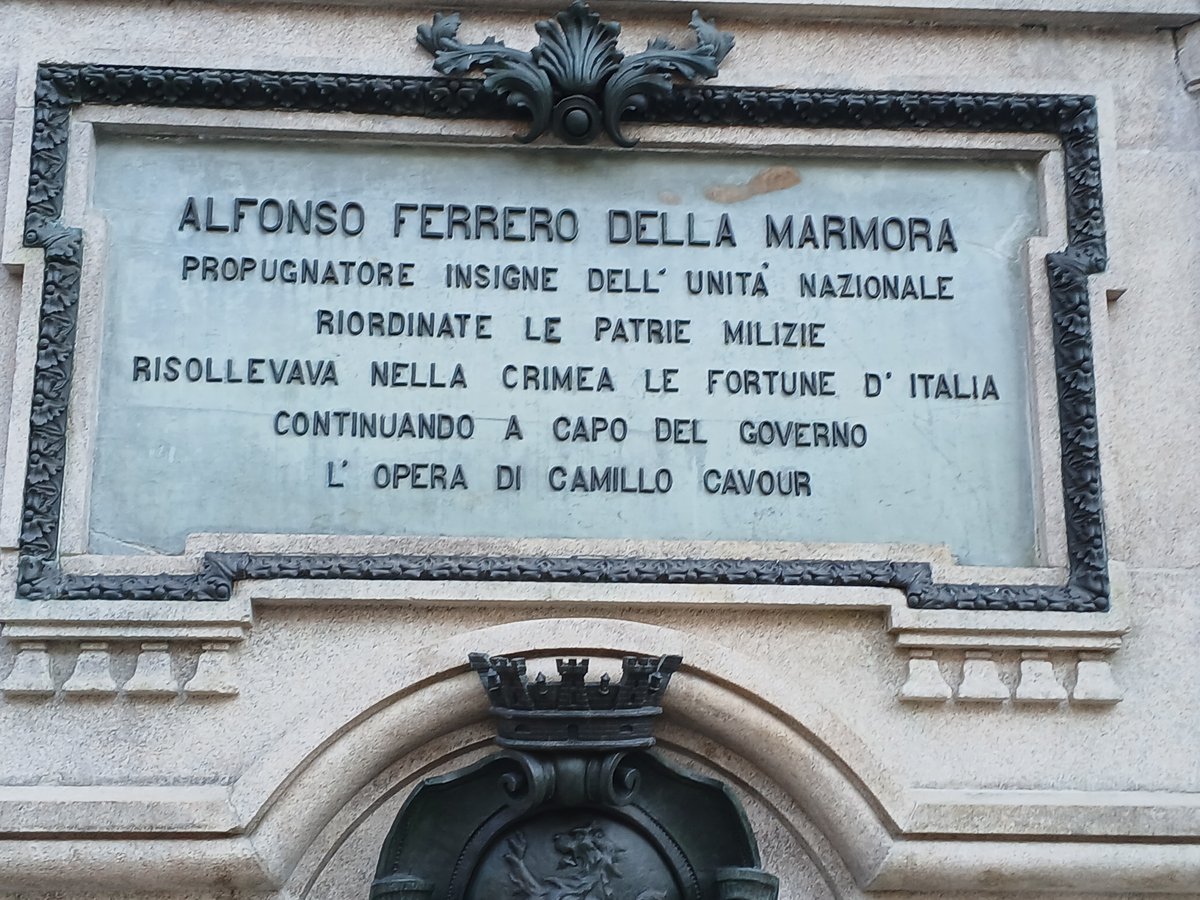 ALFONSO FERRERO DELLA MARMORA
PROPUGNATORE INSIGNE DELL' UNITÀ NAZIONALE
RIORDINATE LE PATRIE MILIZIE
RISOLLEVAVA NELLA CRIMEA LE FORTUNE D' ITALIA
CONTINUANDO A CAPO DEL GOVERNO
L' OPERA DI CAMILLO CAVOUR